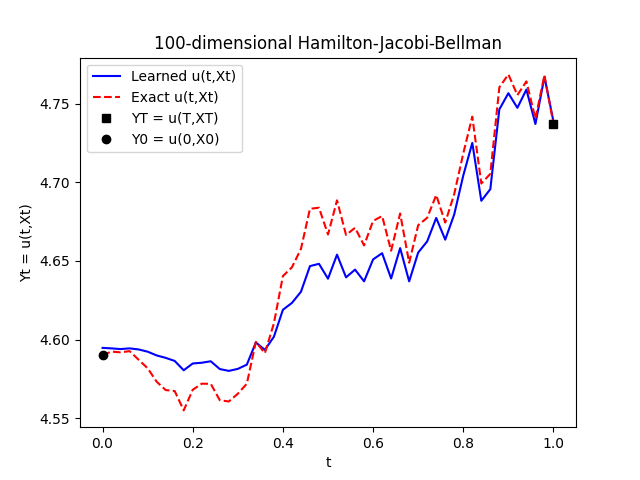 100-dimensional Hamilton-Jacobi-Bellman
Learned u(t,Xt)
Exact u(t,Xt)
YT = u(T,XT)
Y0 = u(0,X0)
4.75
4.70
4.65
4.60
4.55
Yt = u(t,Xt)
0.0 0.2 0.4 0.6 0.8 1.0
t